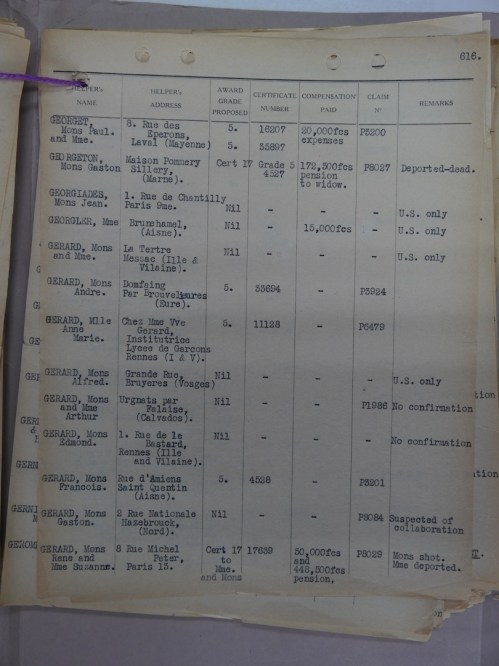 616.
HELPER's NAME. HELPER's ADDRESS AWARD GRADE PROPOSED CERTIFICATE NUMBER COMPENSATION PAID CLAIM N° REMARKS
GEORGET, 8. Rue des
Mons Paul. Eperons, 5. 16207 20,000fcs P3200
and Mme. Laval (Mayenne) 5. 35897 expenses
GEORGETON, Maison Pommery Cert 17 Grade 5 172,500fcs P8027 Deported-dead.
Mons Gaston Sillery, 4327 pension
(Marne). to widow.
GEORGIADES, 1. Rue de Chantilly
Mons Jean. Paris 9me. Nil - - - U.S. only
GEORGLER, Mme Brunehamel, Nil - 15,000fcs - U.S. only
(Aisne).
GERARD, Mons La Tertre Nil - - -
and Mme. Messac (Ille & U.S. only
Vilaine).
GERARD, Mons Domfaing 5. 33694 - P3924
Andre. Par Brouvelieures
(Eure).
GERARD, Mlle Chez Mme Vve 5. 11128 - P6479
Anne Gerard,
Marie. Institutrice
Lycee de Garcons
Rennes (I & V).
GERARD, Mons Grande Rue. Nil - - -
Alfred. Bruyeres (Vosges) U.S. only
GERARD, Mons Urgnats par Nil - -
and Mme Falaise, P1986 No confirmation
Arthur (Calvados).
GERARD, Mons 1. Rue de le Nil - - -
Edmond. Bastard, No confirmation
Rennes (Ille
and Vilaine).
GERARD, Mons Rue d'Amiens 5. 4528 -
Francois. Saint Quentin P3201
(Aisne).
GERARD, Mons 2 Rue Nationale Nil - -
Gaston. Hazebrouck, P8084 Suspected of
(Nord). collaboration
GERARD, Mons 8 Rue Michel Cert 17 17639 50,000fcs P8029 Mons shot.
Rene and Peter, to and Mme deported.
Mme Suzanne. Paris 13. Mme. 448,500fcs
and Mons pension,